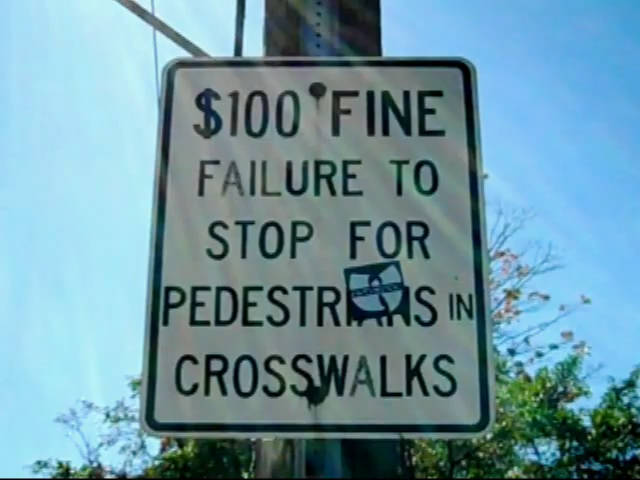 $100 FINE
FAILURE TO
STOP FOR
PEDESTRIANS IN
CROSSWALKS